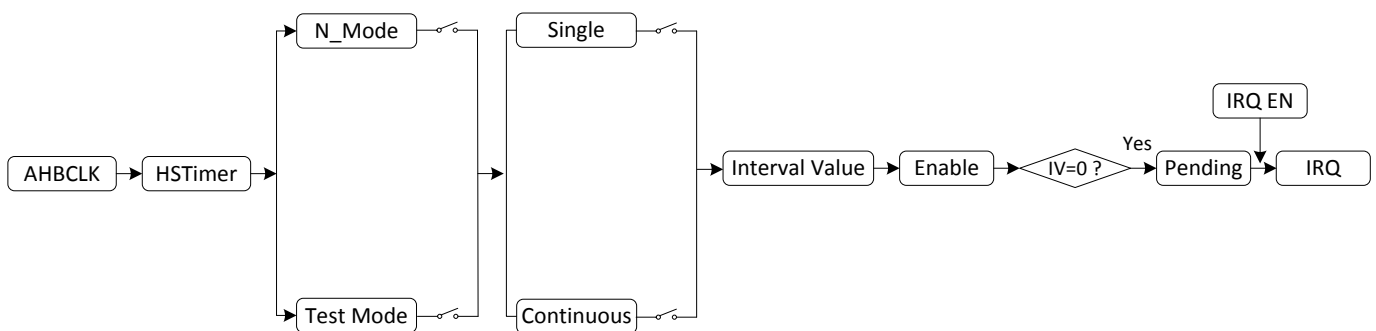 N_Mode
Single
IRQ EN
Yes
AHBCLK
HSTimer
Interval Value
Enable
IV=0 ?
Pending
IRQ
Test Mode
Continuous